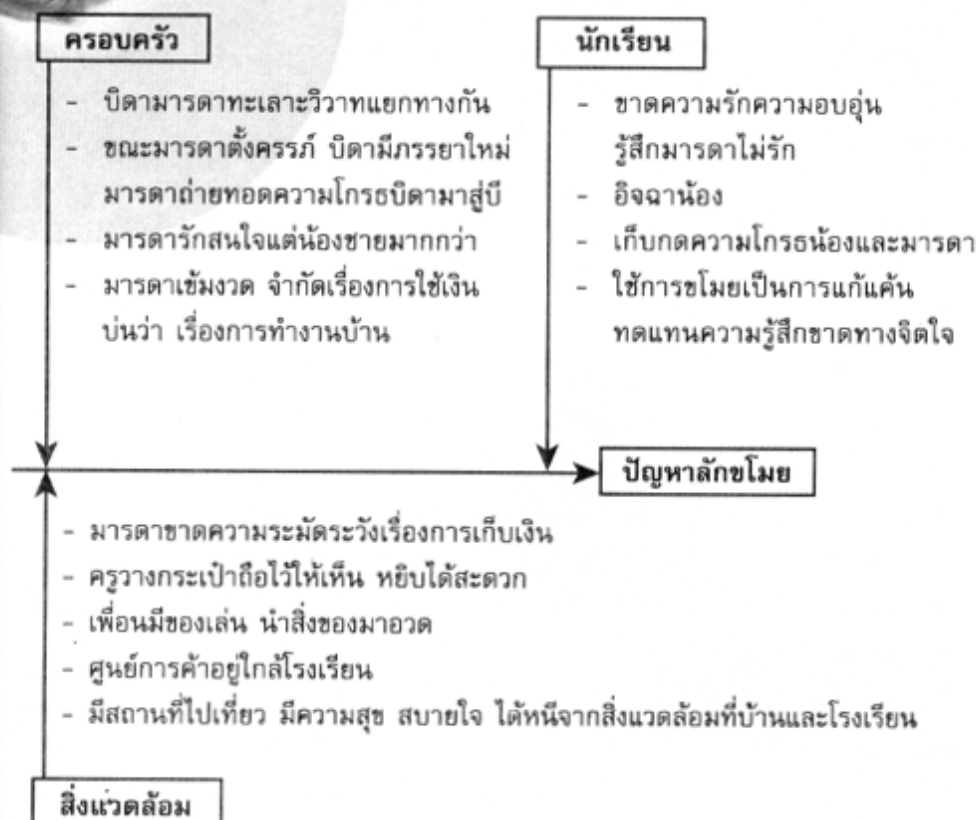 ครอบครัว
- บิดามารดาทะเลาะวิวาทแยกทางกัน
- ขณะมารดาตั้งครรภ์ บิดามีภรรยาใหม่
มารดาถ่ายทอดความโกรธบิดามาสู่บี
- มารดารักสนใจแต่น้องชายมากกว่า
- มารดาเข้มงวด จำกัดเรื่องการใช้เงิน
บ่นว่า เรื่องการทำงานบ้าน
นักเรียน
- ขาดความรักความอบอุ่น
รู้สึกมารดาไม่รัก
- อิจฉาน้อง
- เก็บกดความโกรธน้องและมารดา
- ใช้การขโมยเป็นการแก้แค้น
ทดแทนความรู้สึกขาดทางจิตใจ
ปัญหาลักขโมย
- มารดาขาดความระมัดระวังเรื่องการเก็บเงิน
- ครูวางกระเป๋าถือไว้ให้เห็น หยิบได้สะดวก
- เพื่อนมีของเล่น นำสิ่งของมาอวด
- ศูนย์การค้าอยู่ใกล้โรงเรียน
- มีสถานที่ไปเที่ยว มีความสุข สบายใจ ได้หนีจากสิ่งแวดล้อมที่บ้านและโรงเรียน
สิ่งแวดล้อม